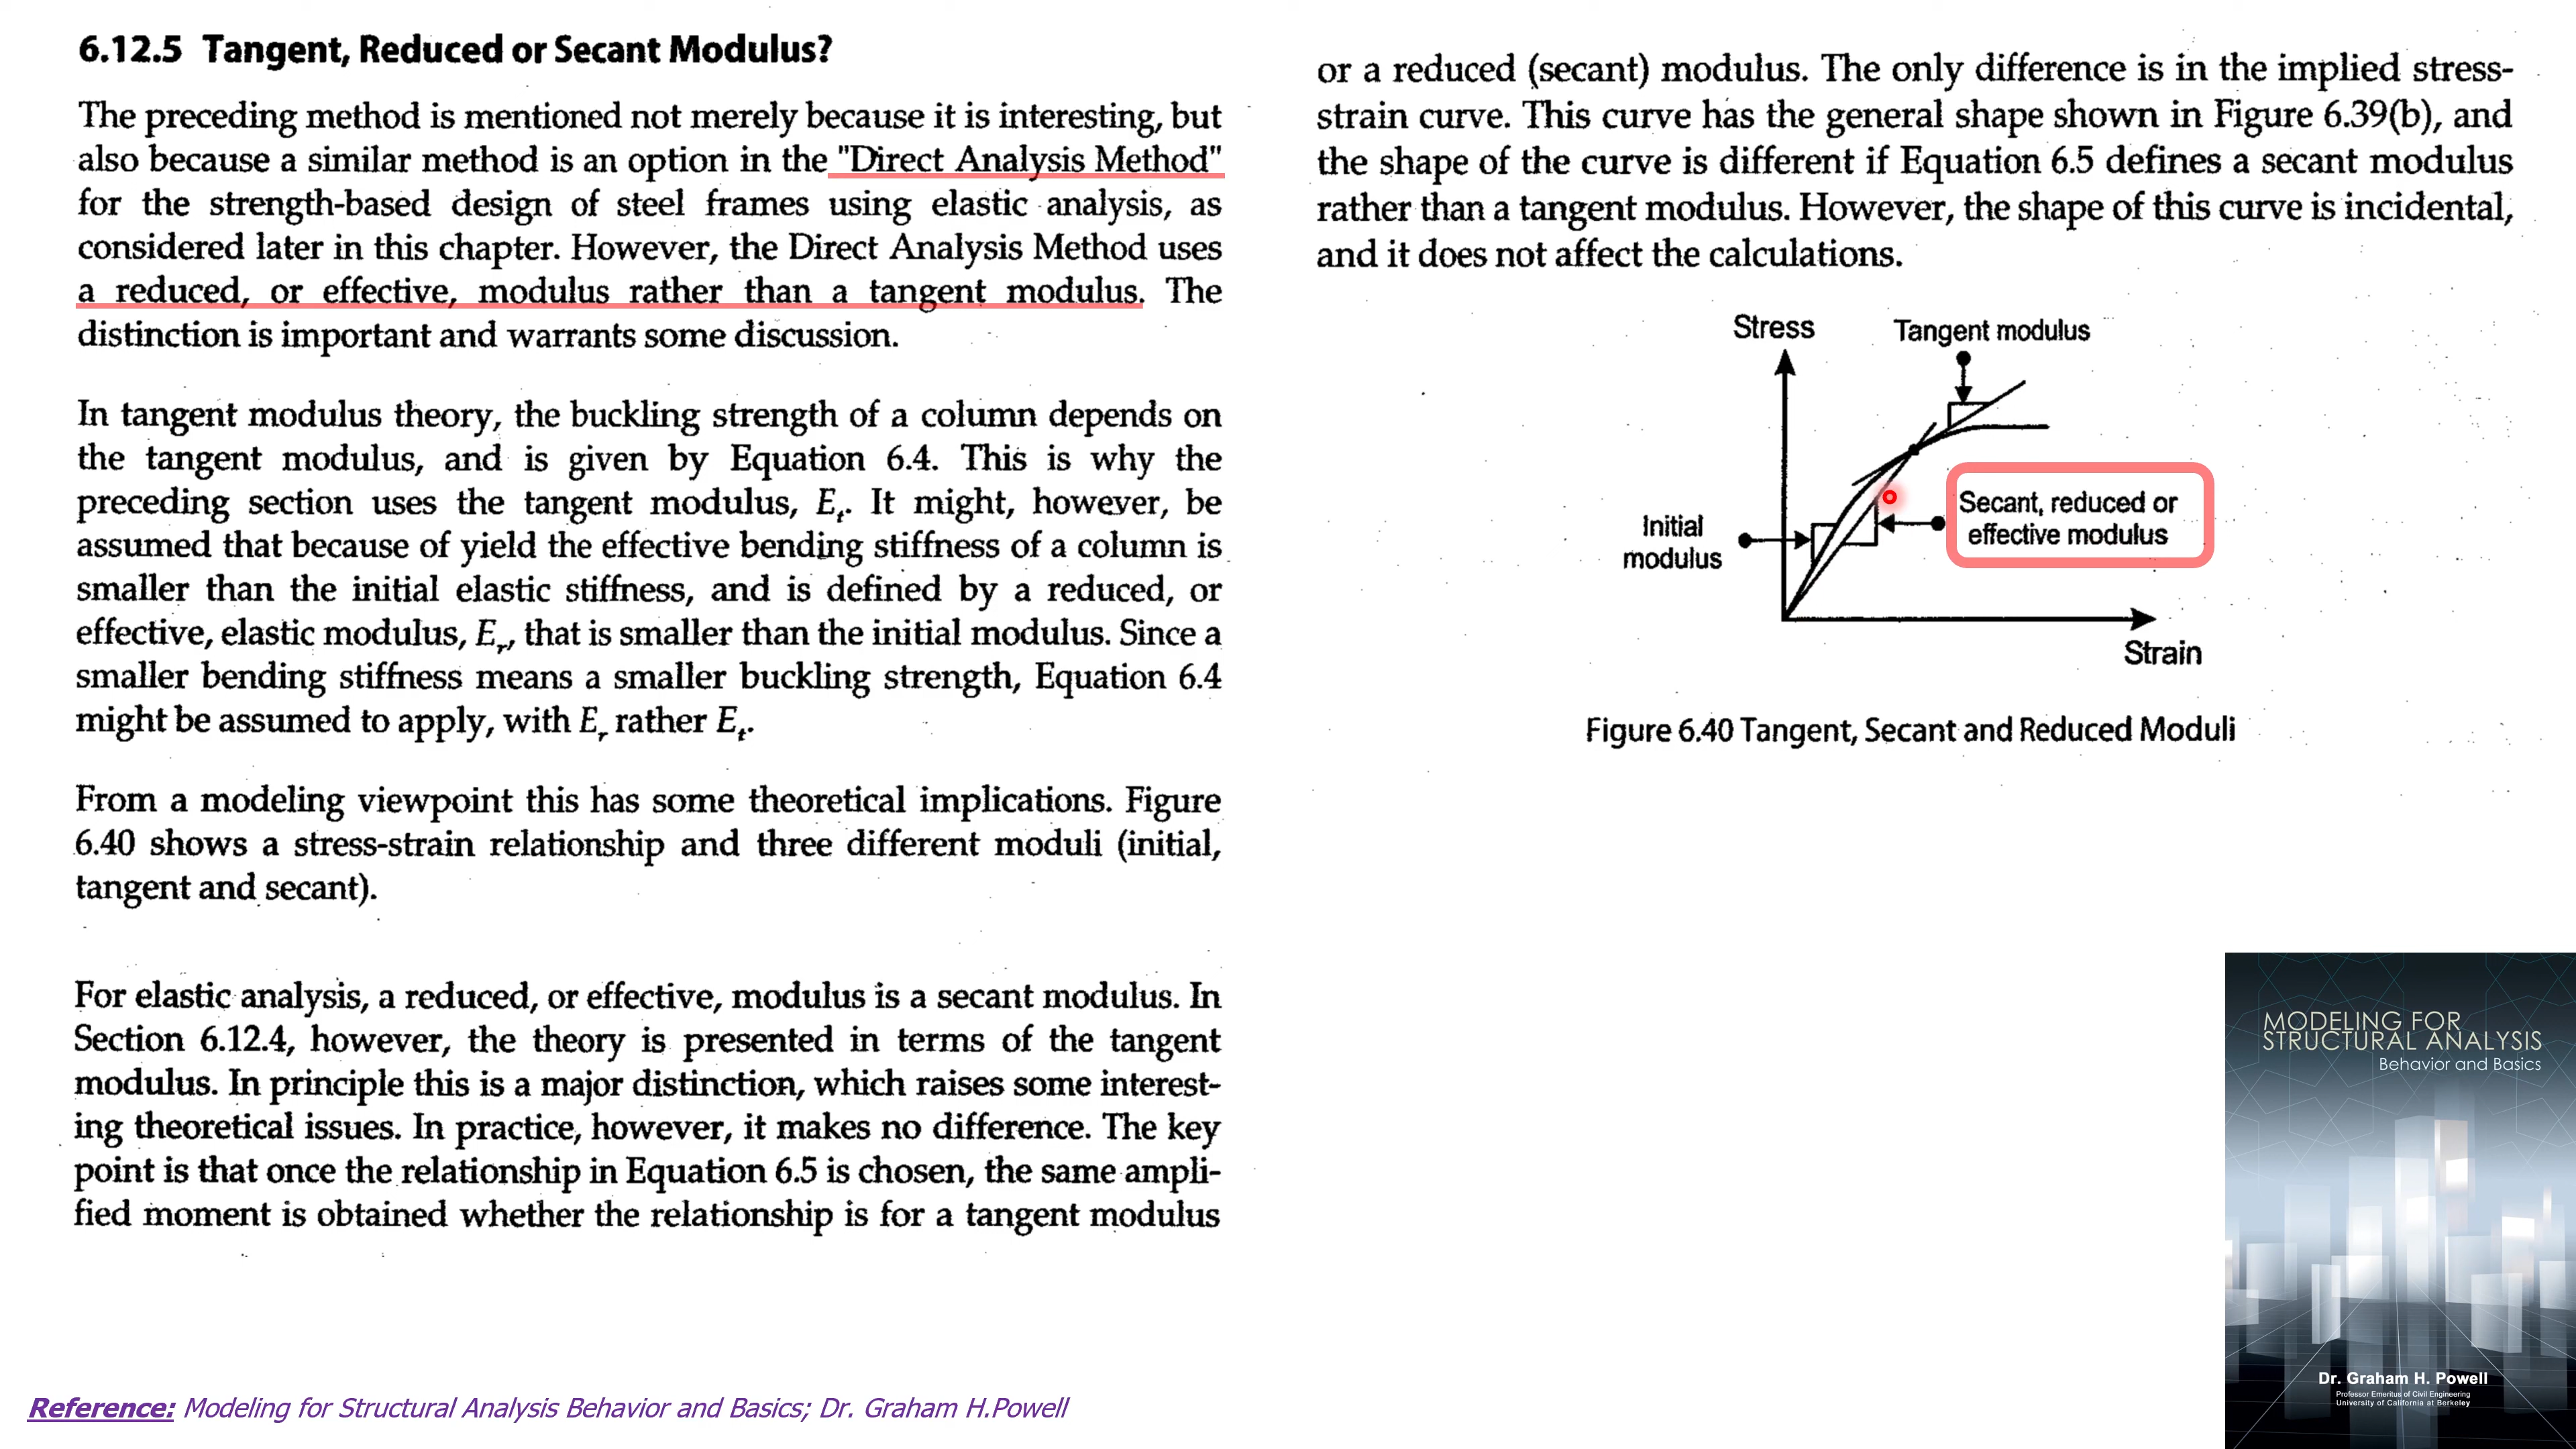 6.12.5 Tangent, Reduced or Secant Modulus?
The preceding method is mentioned not merely because it is interesting, but
also because a similar method is an option in the "Direct Analysis Method"
for the strength-based design of steel frames using elastic analysis, as
considered later in this chapter. However, the Direct Analysis Method uses
a reduced, or effective, modulus rather than a tangent modulus. The
distinction is important and warrants some discussion.
In tangent modulus theory, the buckling strength of a column depends on
the tangent modulus, and is given by Equation 6.4. This is why the
preceding section uses the tangent modulus, Et. It might, however, be
assumed that because of yield the effective bending stiffness of a column is
smaller than the initial elastic stiffness, and is defined by a reduced, or
effective, elastic modulus, Er, that is smaller than the initial modulus. Since a
smaller bending stiffness means a smaller buckling strength, Equation 6.4
might be assumed to apply, with Er rather Et.
From a modeling viewpoint this has some theoretical implications. Figure
6.40 shows a stress-strain relationship and three different moduli (initial,
tangent and secant).
For elastic analysis, a reduced, or effective, modulus is a secant modulus. In
Section 6.12.4, however, the theory is presented in terms of the tangent
modulus. In principle this is a major distinction, which raises some interest-
ing theoretical issues. In practice, however, it makes no difference. The key
point is that once the relationship in Equation 6.5 is chosen, the same ampli-
fied moment is obtained whether the relationship is for a tangent modulus
or a reduced (secant) modulus. The only difference is in the implied stress-
strain curve. This curve has the general shape shown in Figure 6.39(b), and
the shape of the curve is different if Equation 6.5 defines a secant modulus
rather than a tangent modulus. However, the shape of this curve is incidental,
and it does not affect the calculations.
Stress
Tangent modulus
Initial
modulus
Secant, reduced or
effective modulus
Strain
Figure 6.40 Tangent, Secant and Reduced Moduli
MODELING FOR
STRUCTURAL ANALYSIS
Behavior and Basics
Dr. Graham H. Powell
Professor Emeritus of Civil Engineering
University of California at Berkeley
Reference: Modeling for Structural Analysis Behavior and Basics; Dr. Graham H.Powell